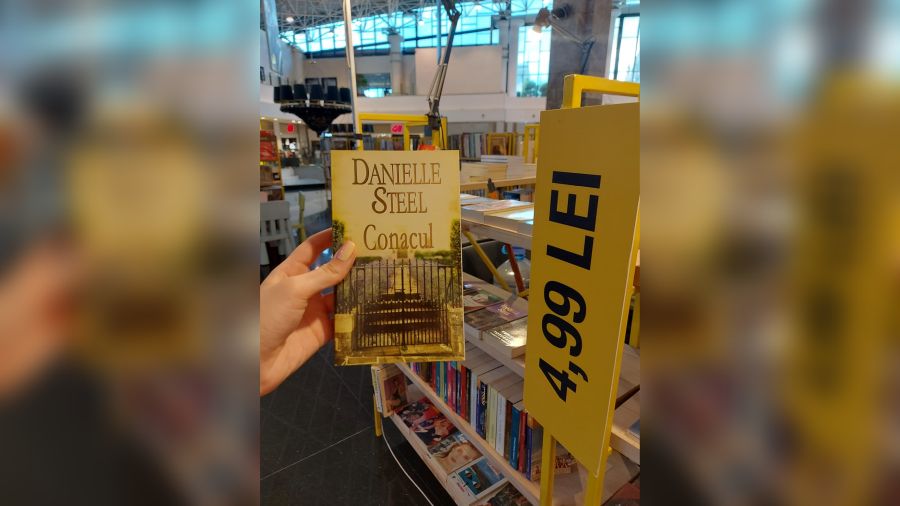 DANIELLE
STEEL
Conacul
4,99 LEI